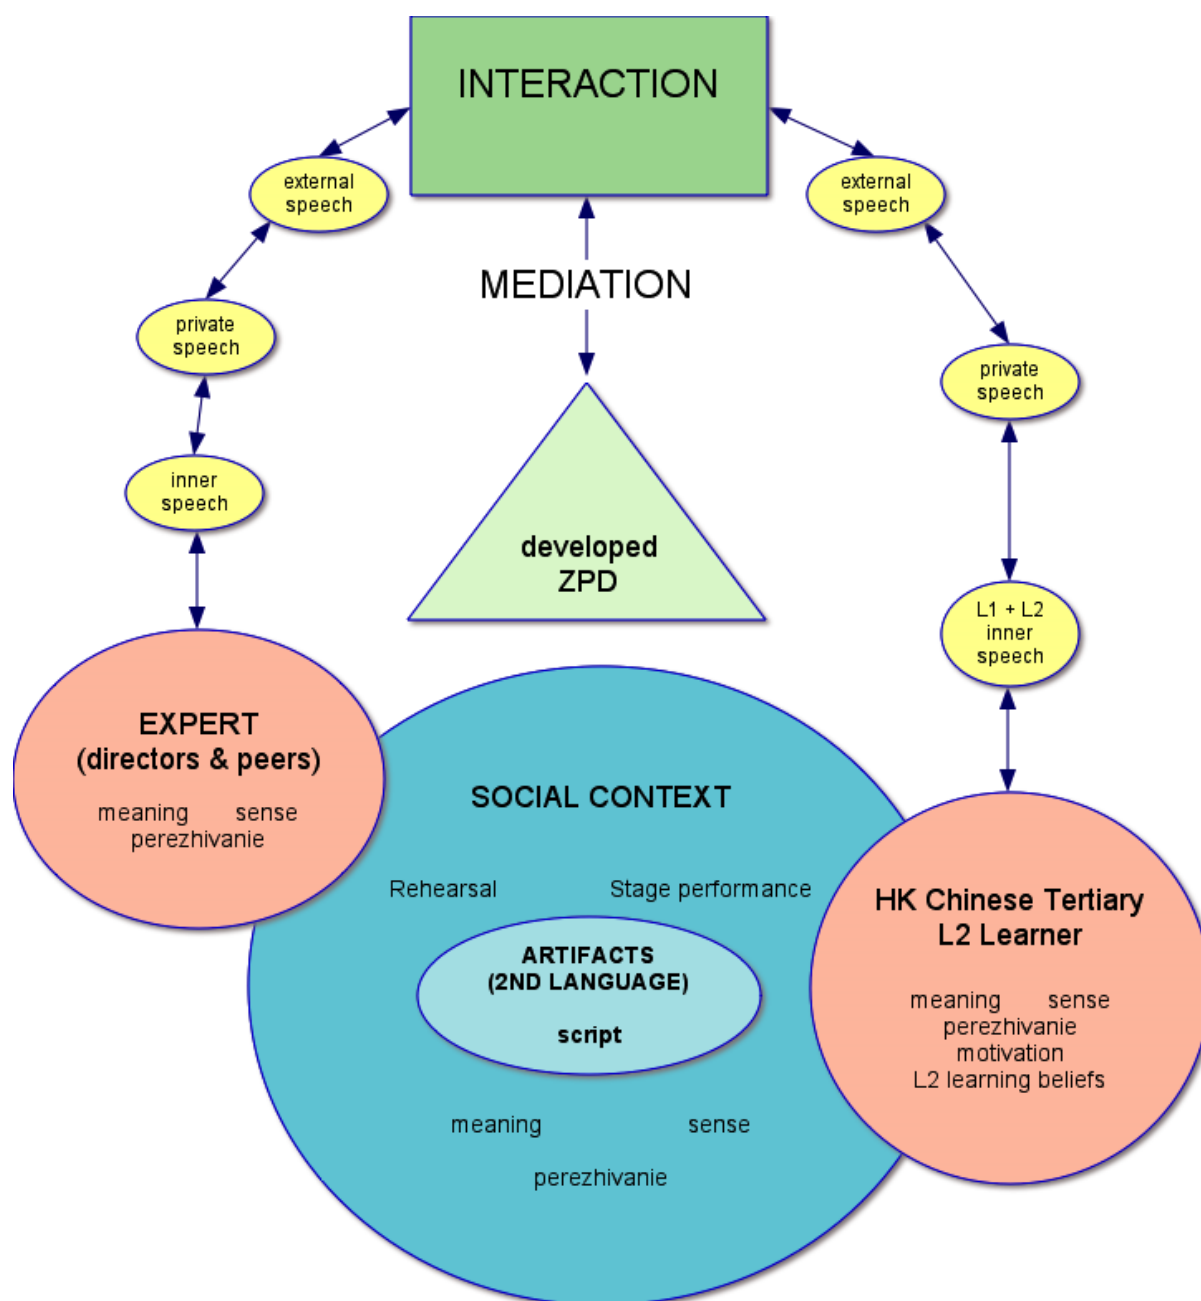 INTERACTION
external
speech
external
speech
MEDIATION
private
speech
private
speech
inner
speech
developed
ZPD
L1 + L2
inner
speech
EXPERT
(directors & peers)
meaning sense
perezhivanie
SOCIAL CONTEXT
Rehearsal Stage performance
ARTIFACTS
(2ND LANGUAGE)
script
meaning sense
perezhivanie
HK Chinese Tertiary
L2 Learner
meaning sense
perezhivanie
motivation
L2 learning beliefs